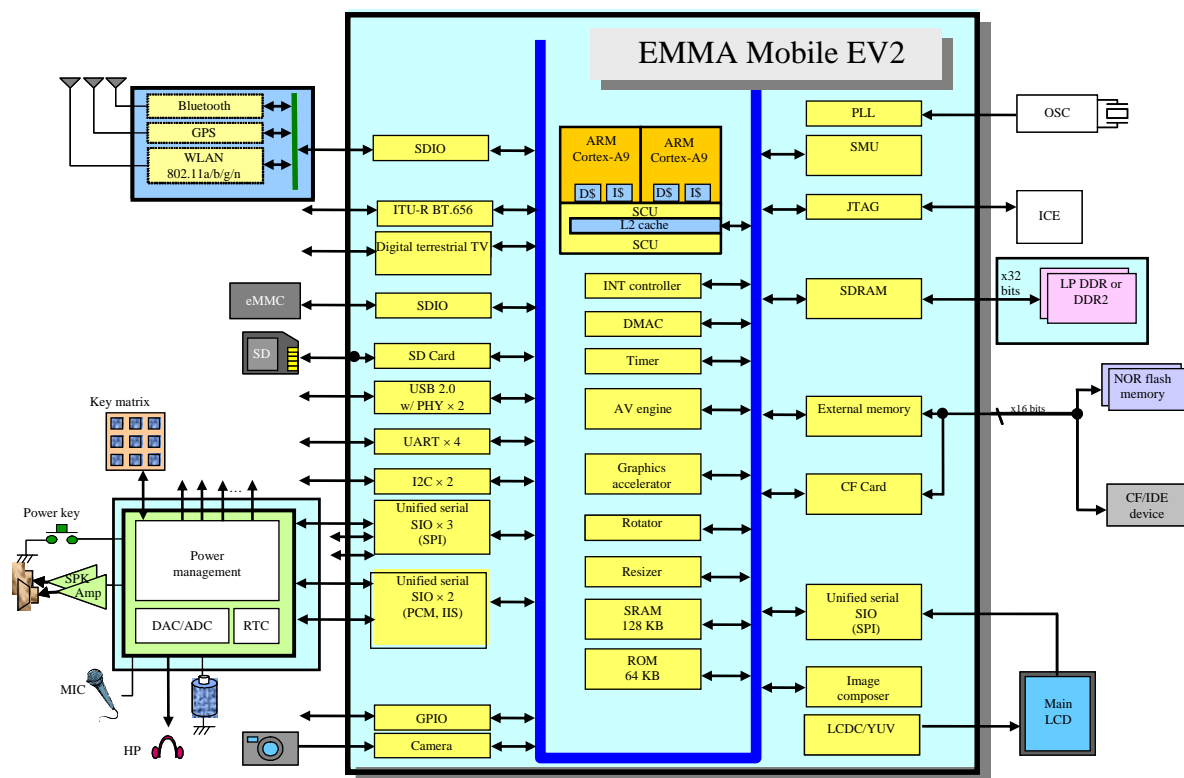 EMMA Mobile EV2
Bluetooth
GPS
WLAN
802.11a/b/g/n
SDIO
ITU-R BT.656
Digital terrestrial TV
eMMC
SDIO
SD
SD Card
USB 2.0
w/ PHY × 2
Key matrix
UART × 4
I2C × 2
...
Unified serial
SIO × 3
(SPI)
Power key
Power
management
SPK
Amp
Unified serial
SIO × 2
(PCM, IIS)
DAC/ADC
RTC
MIC
HP
GPIO
Camera
ARM
Cortex-A9
ARM
Cortex-A9
D$
I$
D$
I$
SCU
L2 cache
SCU
INT controller
DMAC
Timer
AV engine
Graphics
accelerator
Rotator
Resizer
SRAM
128 KB
ROM
64 KB
PLL
OSC
SMU
JTAG
ICE
SDRAM
x32
bits
LP DDR or
DDR2
External memory
x16 bits
NOR flash
memory
CF Card
CF/IDE
device
Unified serial
SIO
(SPI)
Image
composer
LCDC/YUV
Main
LCD